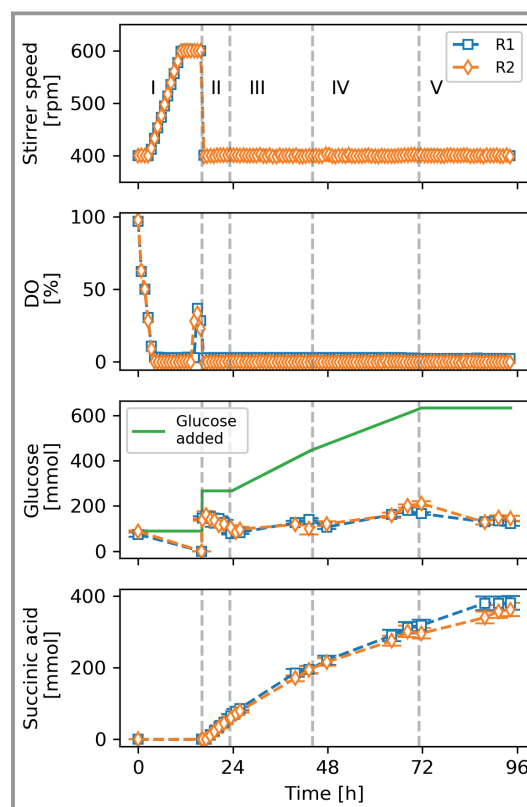 Stirrer speed
[rpm]
600
500
400
I
II
III
IV
V
R1
R2
DO
[%]
100
50
0
Glucose
[mmol]
600
400
200
0
Glucose
added
Succinic acid
[mmol]
400
200
0
0
24
48
72
96
Time [h]